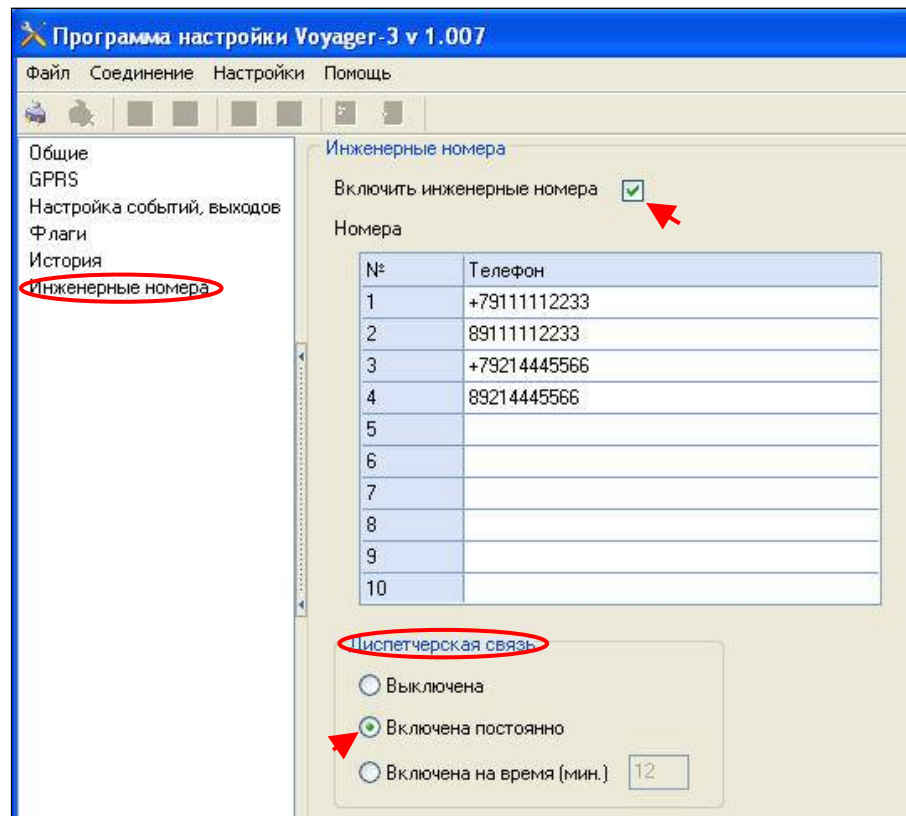 Программа настройки Voyager-3 v 1.007
Файл Соединение Настройки Помощь
Общие
GPRS
Настройка событий, выходов
Флаги
История
Инженерные номера
Инженерные номера
Включить инженерные номера
Номера
№ Телефон
1 +79111112233
2 89111112233
3 +79214445566
4 89214445566
5
6
7
8
9
10
Диспетчерская связь
Выключена
Включена постоянно
Включена на время (мин.) 12